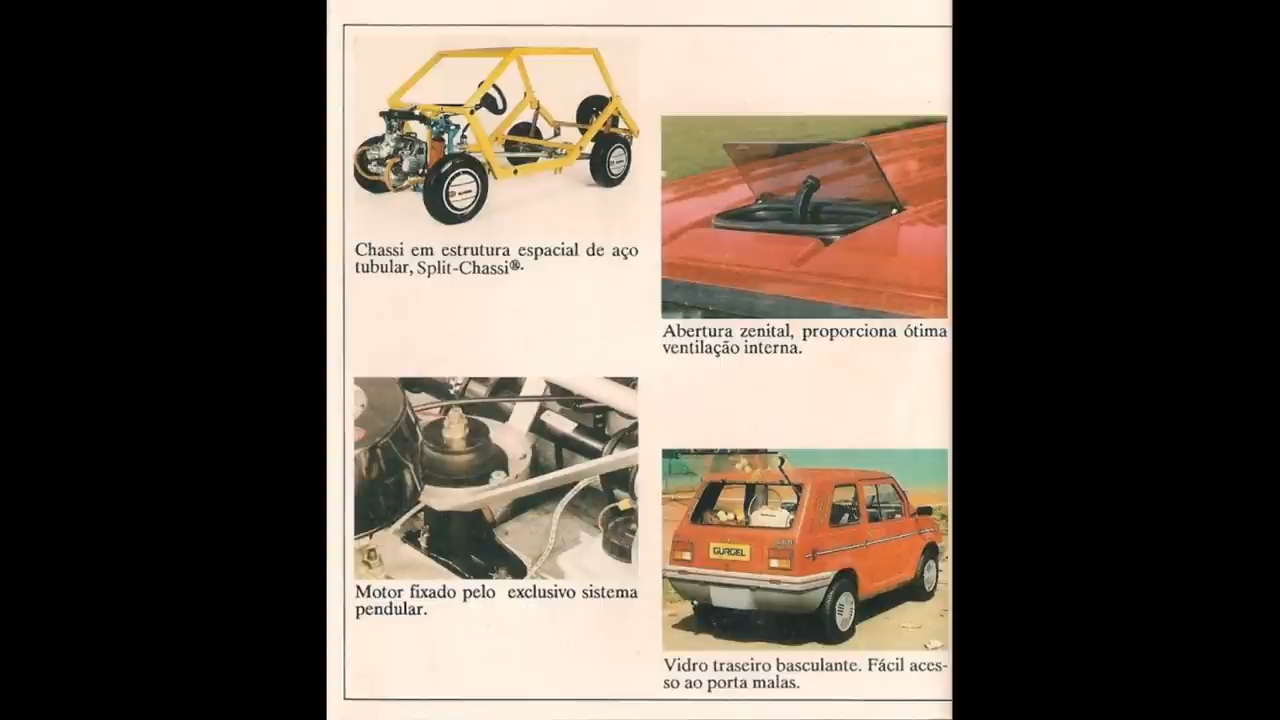 Chassi em estrutura espacial de aço
tubular, Split-Chassi®.
Abertura zenital, proporciona ótima
ventilação interna.
Motor fixado pelo exclusivo sistema
pendular.
GURGEL
Vidro traseiro basculante. Fácil aces-
so ao porta malas.